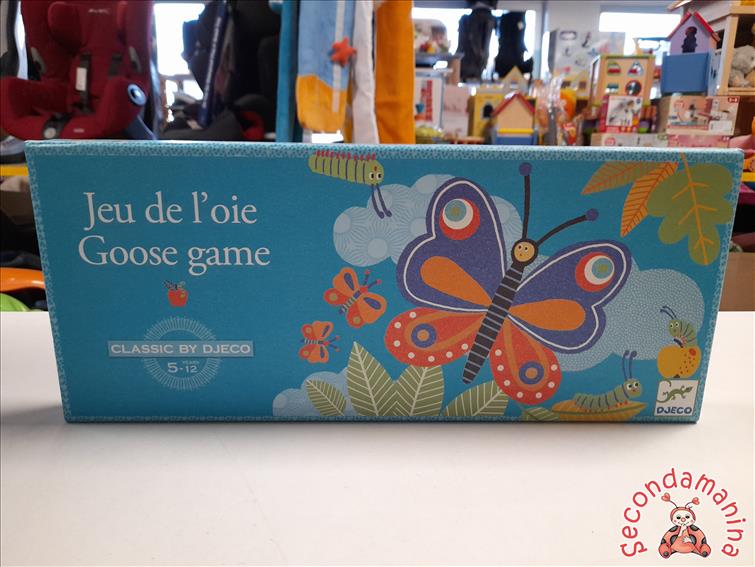 Jeu de l'oie
Goose game
CLASSIC BY DJECO
YEARS
5-12
DJECO
Secondamanina